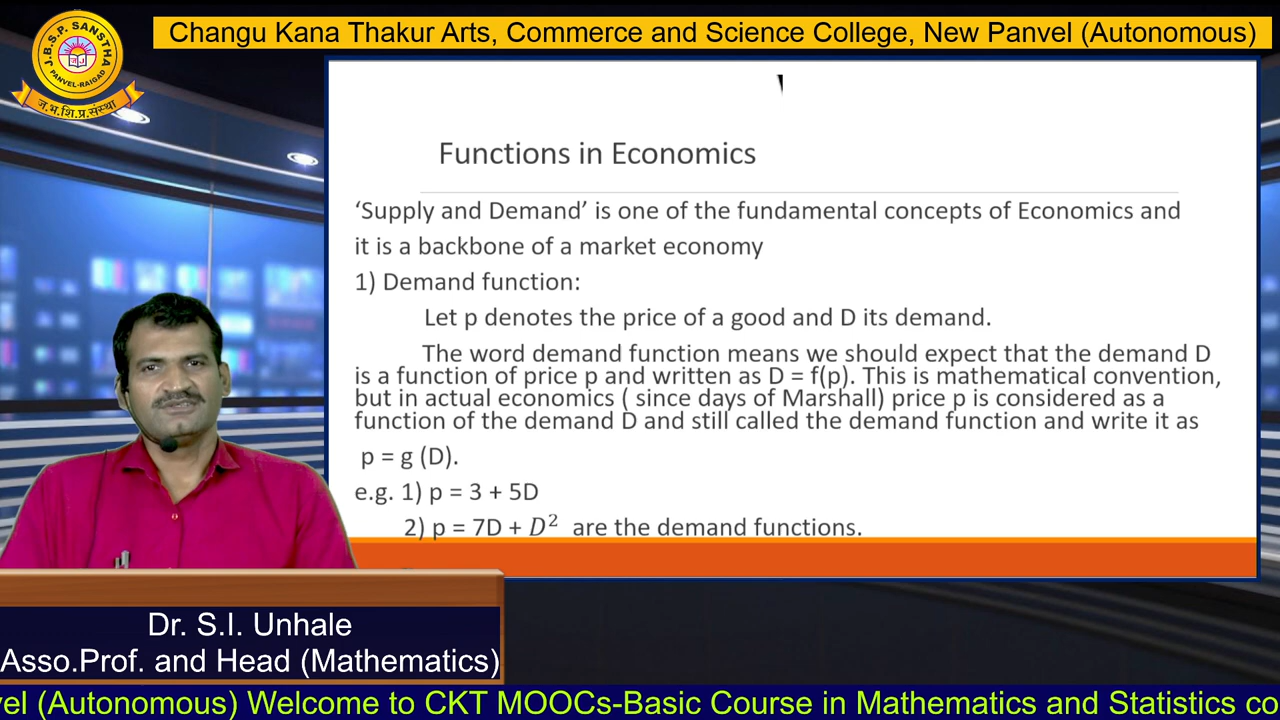 Changu Kana Thakur Arts, Commerce and Science College, New Panvel (Autonomous)
J.B.S.P. SANSTHA
PANVEL-RAIGAD
ज.भ.शि.प्र.संस्था
Functions in Economics
‘Supply and Demand’ is one of the fundamental concepts of Economics and
it is a backbone of a market economy
1) Demand function:
Let p denotes the price of a good and D its demand.
The word demand function means we should expect that the demand D
is a function of price p and written as D = f(p). This is mathematical convention,
but in actual economics ( since days of Marshall) price p is considered as a
function of the demand D and still called the demand function and write it as
p = g (D).
e.g. 1) p = 3 + 5D
2) p = 7D + D² are the demand functions.
Dr. S.I. Unhale
Asso.Prof. and Head (Mathematics)
vel (Autonomous) Welcome to CKT MOOCs-Basic Course in Mathematics and Statistics co